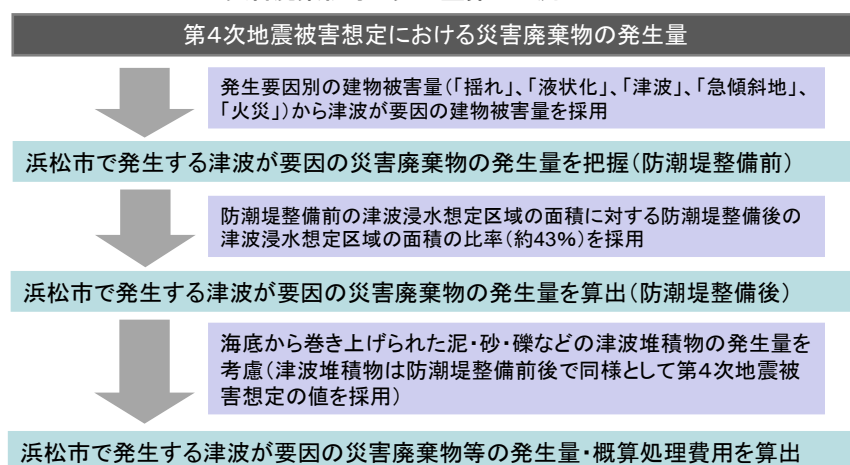 第４次地震被害想定における災害廃棄物の発生量
発生要因別の建物被害量（「揺れ」、「液状化」、「津波」、「急傾斜地」、
「火災」）から津波が要因の建物被害量を採用
浜松市で発生する津波が要因の災害廃棄物の発生量を把握（防潮堤整備前）
防潮堤整備前の津波浸水想定区域の面積に対する防潮堤整備後の
津波浸水想定区域の面積の比率（約43%）を採用
浜松市で発生する津波が要因の災害廃棄物の発生量を算出（防潮堤整備後）
海底から巻き上げられた泥・砂・礫などの津波堆積物の発生量を
考慮（津波堆積物は防潮堤整備前後で同様として第４次地震被
害想定の値を採用）
浜松市で発生する津波が要因の災害廃棄物等の発生量・概算処理費用を算出